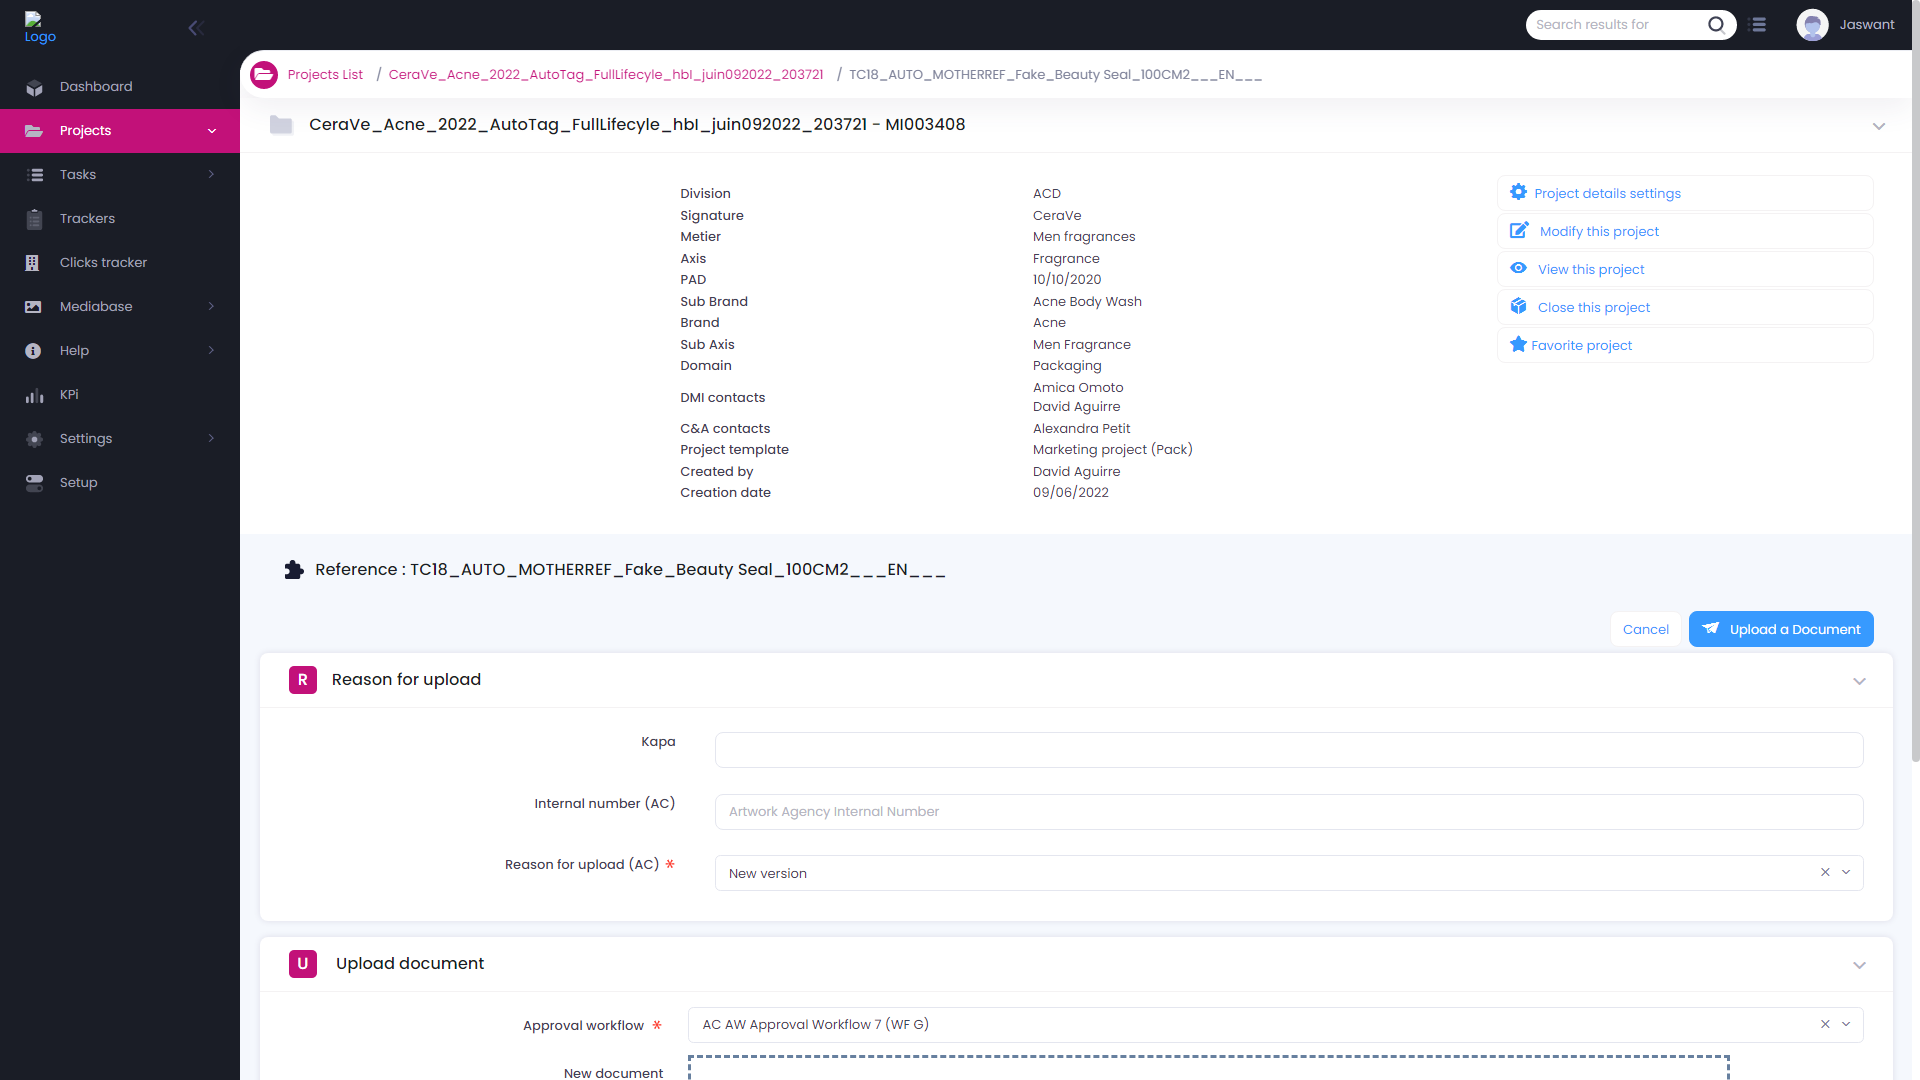 Logo
Search results for
Jaswant
Dashboard
Projects
Tasks
Trackers
Clicks tracker
Mediabase
Help
KPi
Settings
Setup
Projects List / CeraVe_Acne_2022_AutoTag_FullLifecyle_hbl_juin092022_203721 / TC18_AUTO_MOTHERREF_Fake_Beauty Seal_100CM2___EN___
CeraVe_Acne_2022_AutoTag_FullLifecyle_hbl_juin092022_203721 - MI003408
Division ACD
Signature CeraVe
Metier Men fragrances
Axis Fragrance
PAD 10/10/2020
Sub Brand Acne Body Wash
Brand Acne
Sub Axis Men Fragrance
Domain Packaging
DMI contacts Amica Omoto
David Aguirre
C&A contacts Alexandra Petit
Project template Marketing project (Pack)
Created by David Aguirre
Creation date 09/06/2022
Project details settings
Modify this project
View this project
Close this project
Favorite project
Reference : TC18_AUTO_MOTHERREF_Fake_Beauty Seal_100CM2___EN___
Cancel
Upload a Document
R Reason for upload
Kapa
Internal number (AC) Artwork Agency Internal Number
Reason for upload (AC) * New version
U Upload document
Approval workflow * AC AW Approval Workflow 7 (WF G)
New document